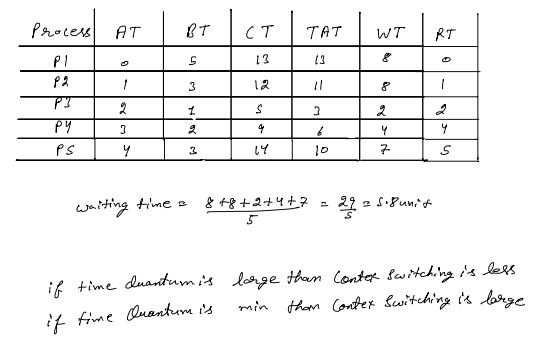 Process AT BT CT TAT WT RT
P1 0 5 13 13 8 0
P2 1 3 12 11 8 1
P3 2 1 5 3 2 2
P4 3 2 9 6 4 4
P5 4 3 14 10 7 5
waiting time = 8+8+2+4+7 / 5 = 29 / 5 = 5.8 unit
if time Quantum is large than Contex Switching is less
if time Quantum is min than Contex Switching is large